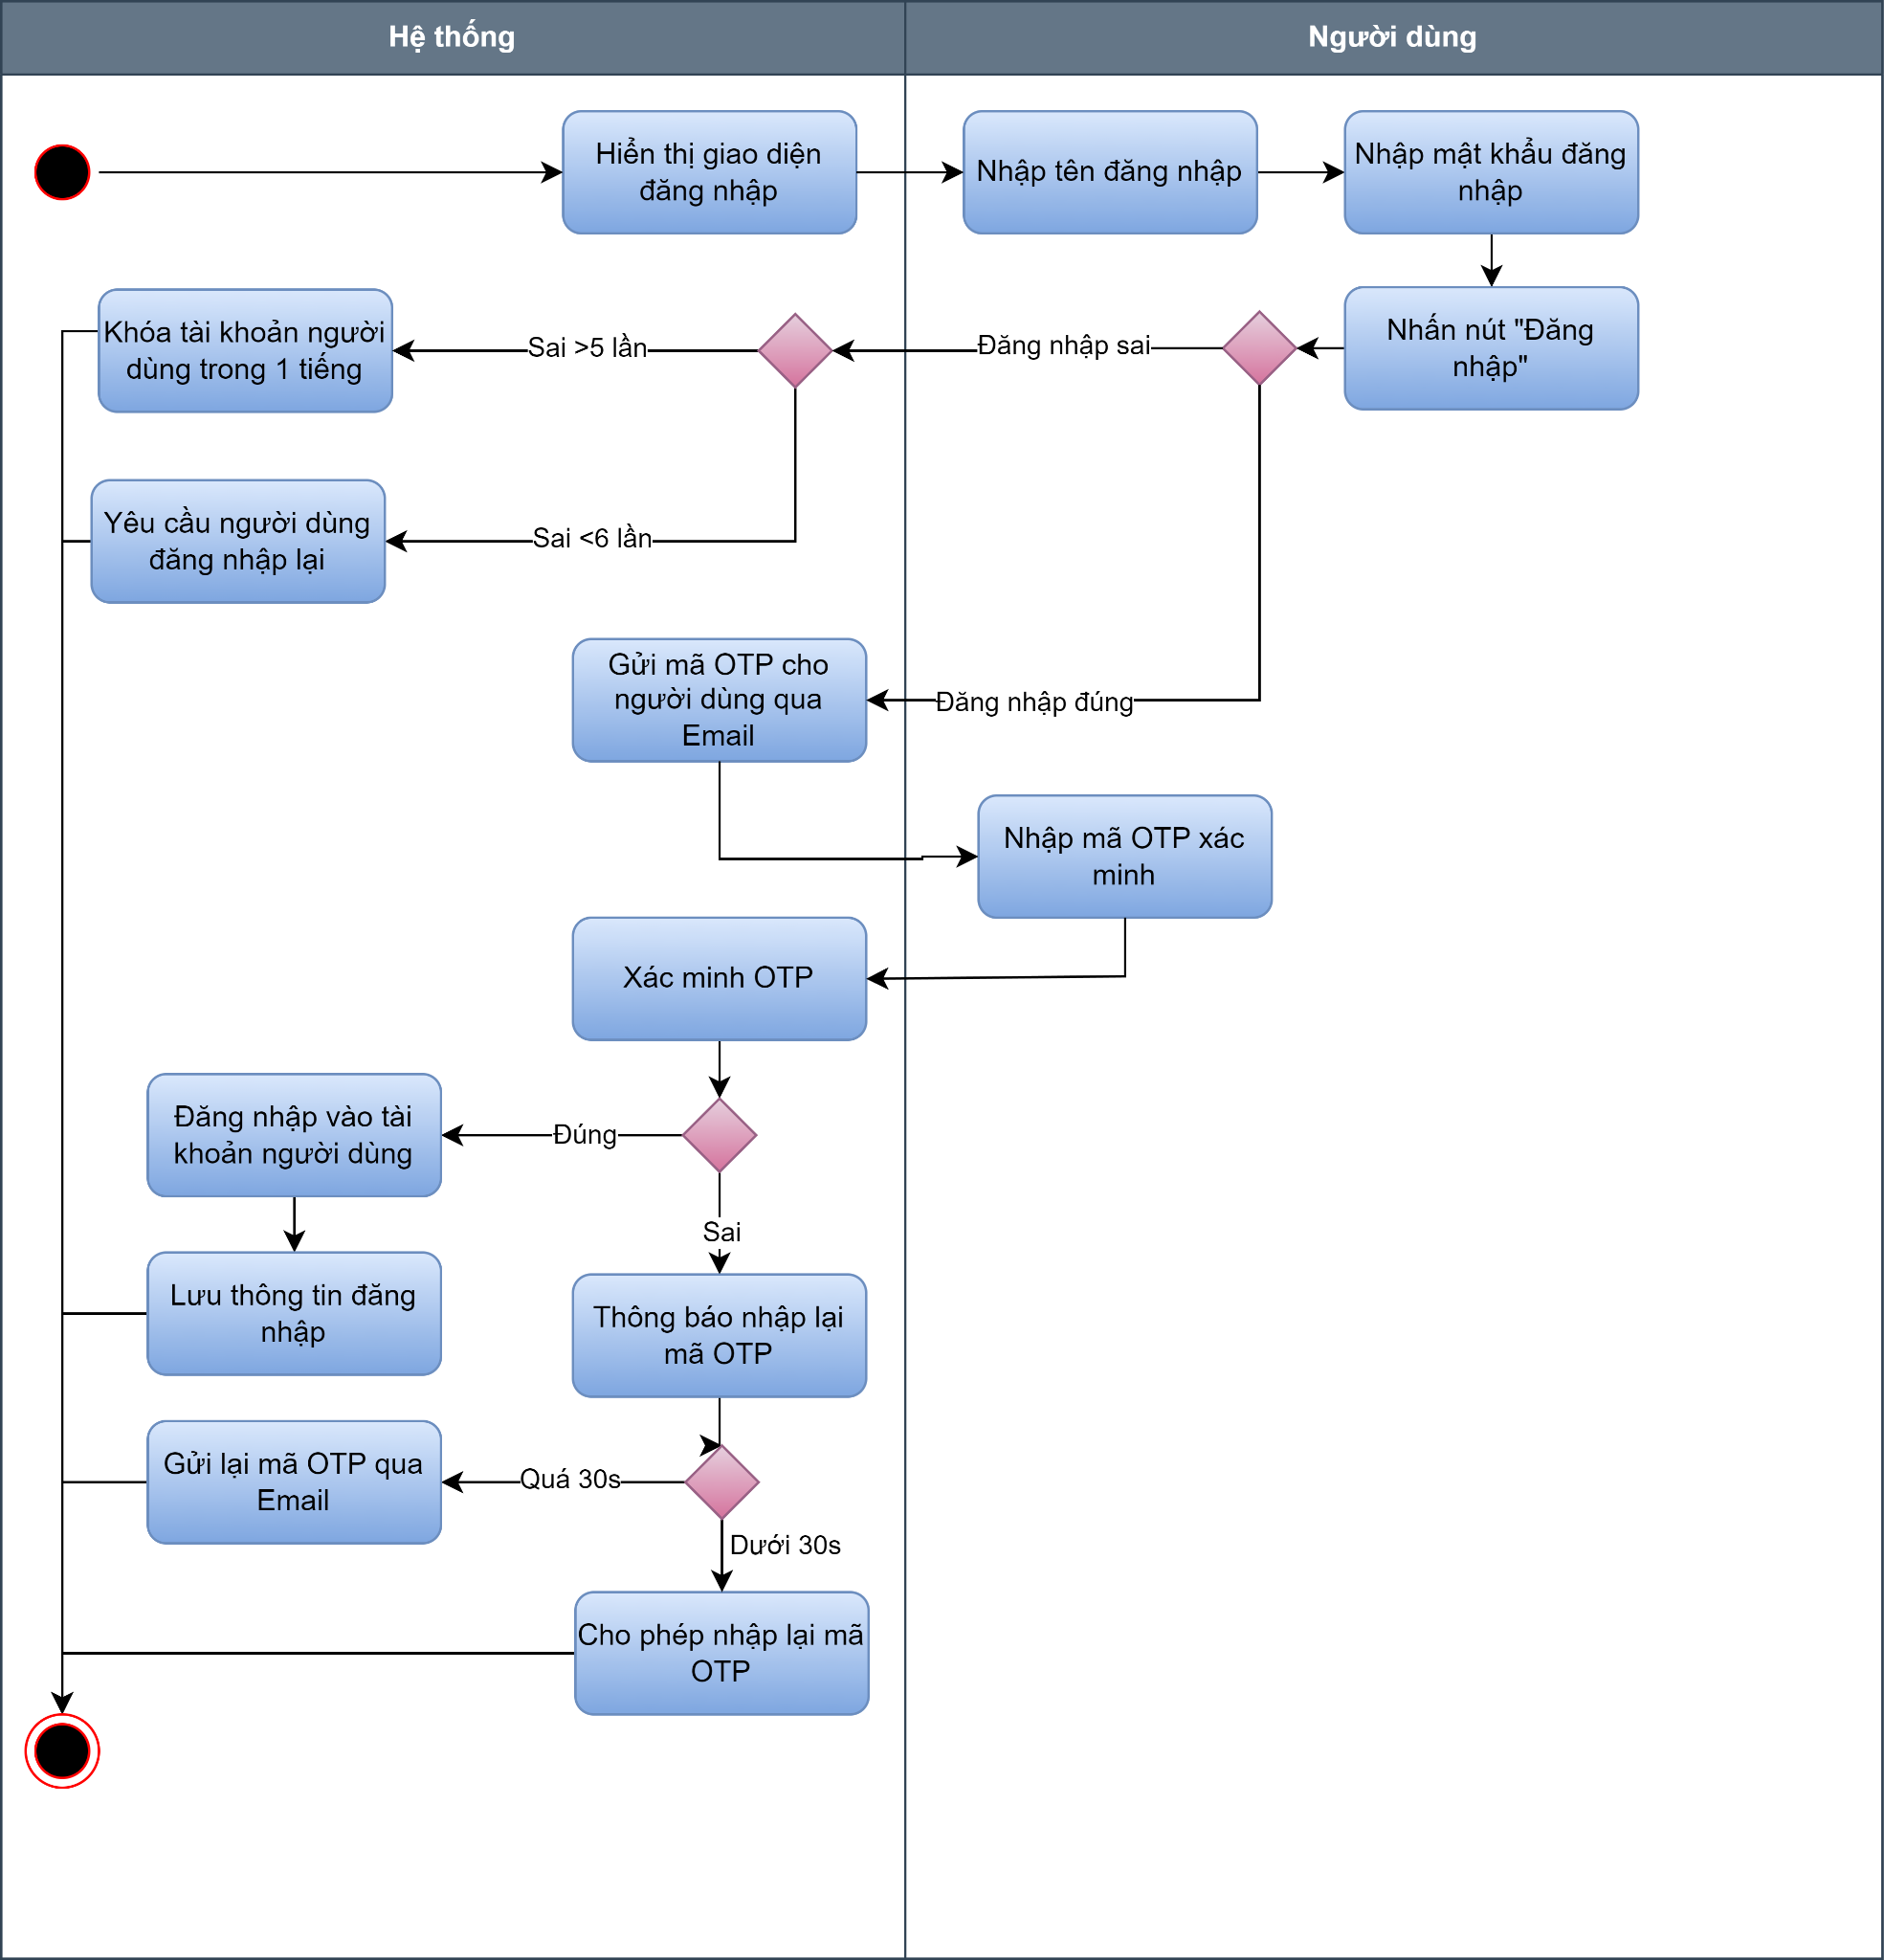 Hệ thống
Người dùng
Hiển thị giao diện
đăng nhập
Nhập tên đăng nhập
Nhập mật khẩu đăng
nhập
Khóa tài khoản người
dùng trong 1 tiếng
Sai >5 lần
Đăng nhập sai
Nhấn nút "Đăng
nhập"
Yêu cầu người dùng
đăng nhập lại
Sai <6 lần
Gửi mã OTP cho
người dùng qua
Email
Đăng nhập đúng
Nhập mã OTP xác
minh
Xác minh OTP
Đăng nhập vào tài
khoản người dùng
Đúng
Sai
Lưu thông tin đăng
nhập
Thông báo nhập lại
mã OTP
Gửi lại mã OTP qua
Email
Quá 30s
Dưới 30s
Cho phép nhập lại mã
OTP